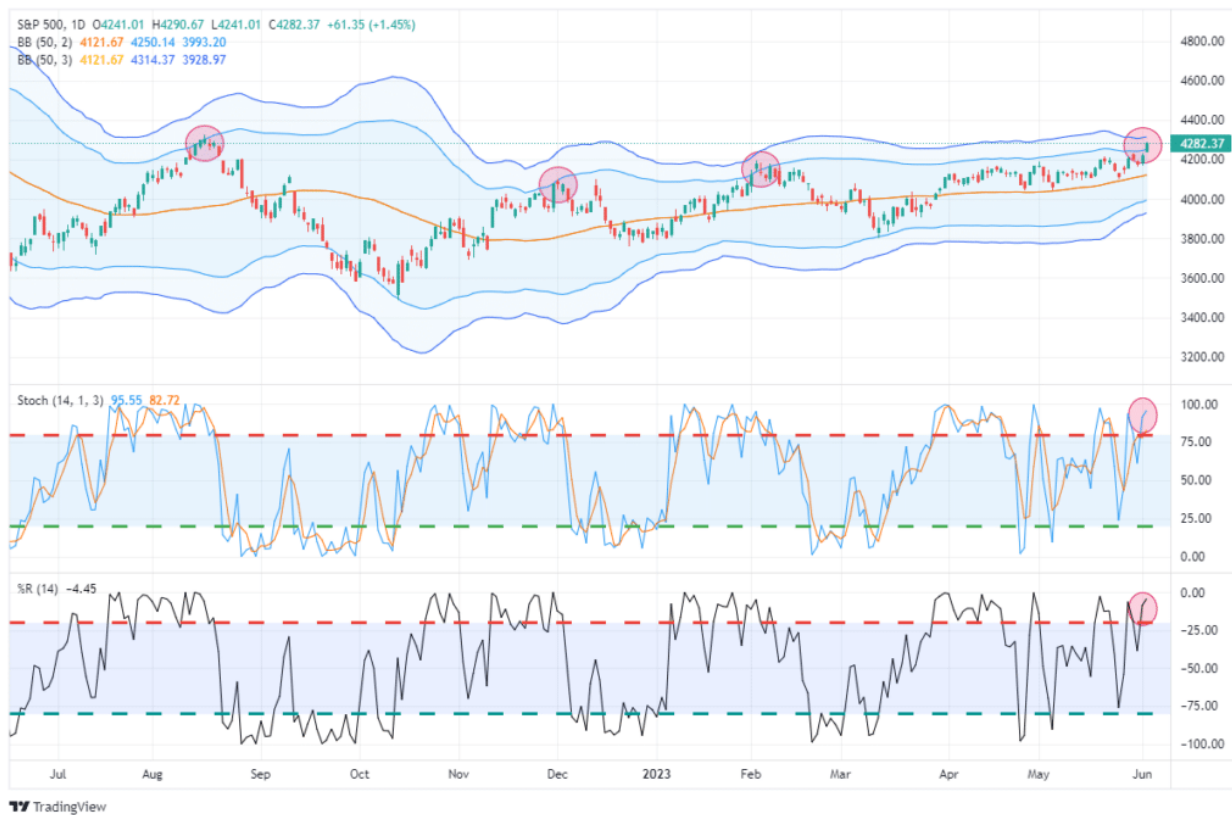 S&P 500, 1D O4241.01 H4290.67 L4241.01 C4282.37 +61.35 (+1.45%)
BB (50, 2) 4121.67 4250.14 3993.20
BB (50, 3) 4121.67 4314.37 3928.97
4800.00
4600.00
4400.00
4282.37
4200.00
4000.00
3800.00
3600.00
3400.00
3200.00
Stoch (14, 1, 3) 95.55 82.72
100.00
75.00
50.00
25.00
0.00
%R (14) −4.45
0.00
−25.00
−50.00
−75.00
−100.00
Jul Aug Sep Oct Nov Dec 2023 Feb Mar Apr May Jun
TradingView